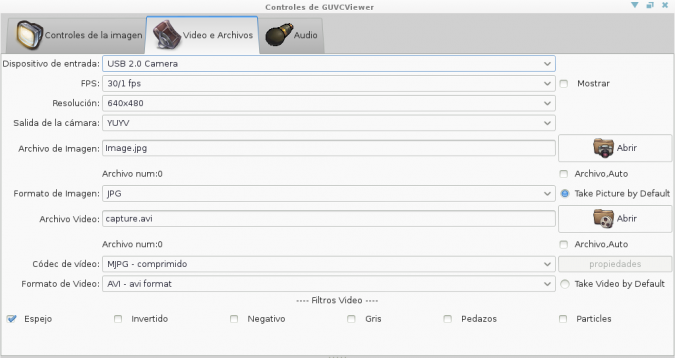 Controles de GUVCViewer
Controles de la imagen Video e Archivos Audio
Dispositivo de entrada: USB 2.0 Camera
FPS: 30/1 fps Mostrar
Resolución: 640x480
Salida de la cámara: YUYV
Archivo de Imagen: Image.jpg Abrir
Archivo num:0 Archivo,Auto
Formato de Imagen: JPG Take Picture by Default
Archivo Video: capture.avi Abrir
Archivo num:0 Archivo,Auto
Códec de vídeo: MJPG - comprimido propiedades
Formato de Video: AVI - avi format Take Video by Default
---- Filtros Video ----
Espejo Invertido Negativo Gris Pedazos Particles